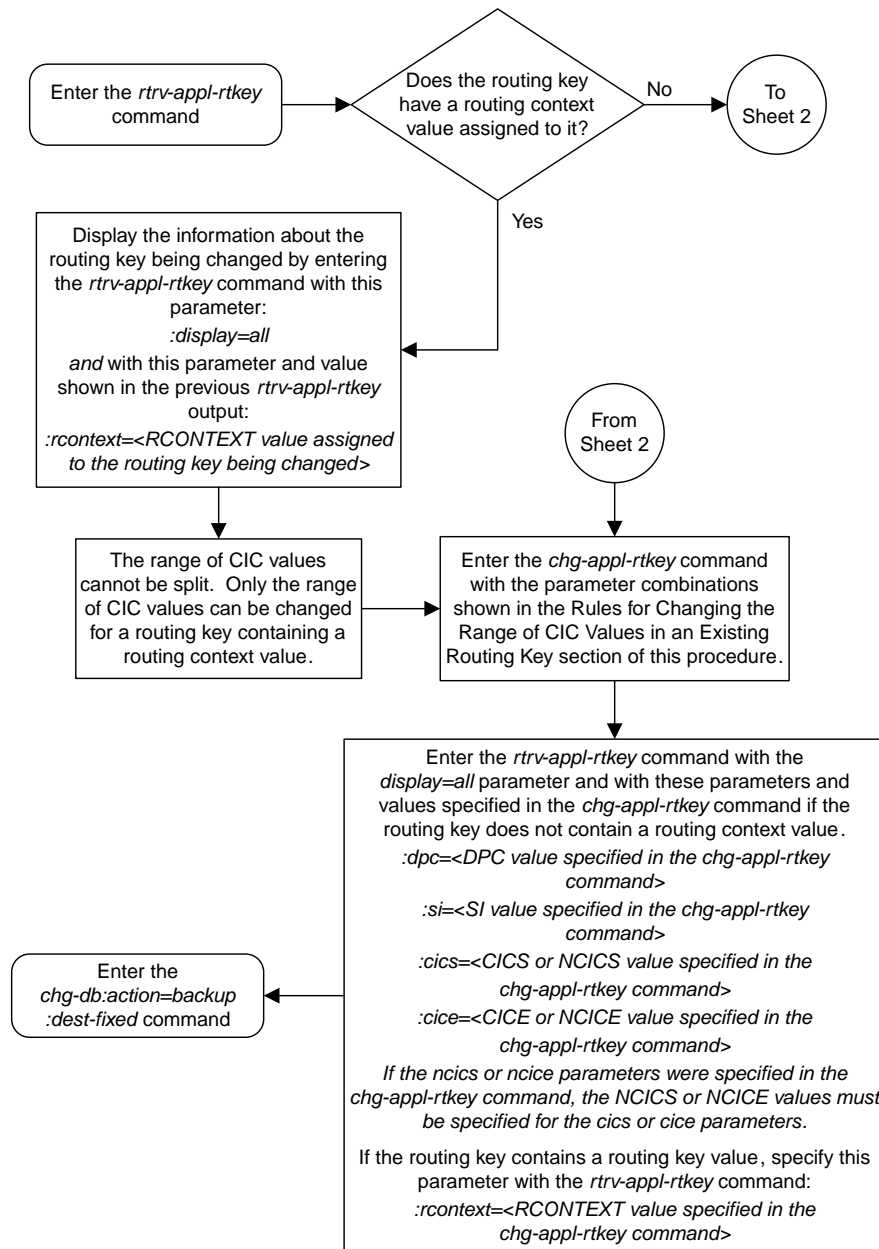 Enter the rtrv-appl-rtkey
command
Does the routing key
have a routing context
value assigned to it?
No
To
Sheet 2
Yes
Display the information about the
routing key being changed by entering
the rtrv-appl-rtkey command with this
parameter:
:display=all
and with this parameter and value
shown in the previous rtrv-appl-rtkey
output:
:rcontext=<RCONTEXT value assigned
to the routing key being changed>
From
Sheet 2
The range of CIC values
cannot be split. Only the range
of CIC values can be changed
for a routing key containing a
routing context value.
Enter the chg-appl-rtkey command
with the parameter combinations
shown in the Rules for Changing the
Range of CIC Values in an Existing
Routing Key section of this procedure.
Enter the rtrv-appl-rtkey command with the
display=all parameter and with these parameters and
values specified in the chg-appl-rtkey command if the
routing key does not contain a routing context value.
:dpc=<DPC value specified in the chg-appl-rtkey
command>
:si=<SI value specified in the chg-appl-rtkey
command>
:cics=<CICS or NCICS value specified in the
chg-appl-rtkey command>
:cice=<CICE or NCICE value specified in the
chg-appl-rtkey command>
If the ncics or ncice parameters were specified in the
chg-appl-rtkey command, the NCICS or NCICE values must
be specified for the cics or cice parameters.
If the routing key contains a routing key value, specify this
parameter with the rtrv-appl-rtkey command:
:rcontext=<RCONTEXT value specified in the
chg-appl-rtkey command>
Enter the
chg-db:action=backup
:dest-fixed command